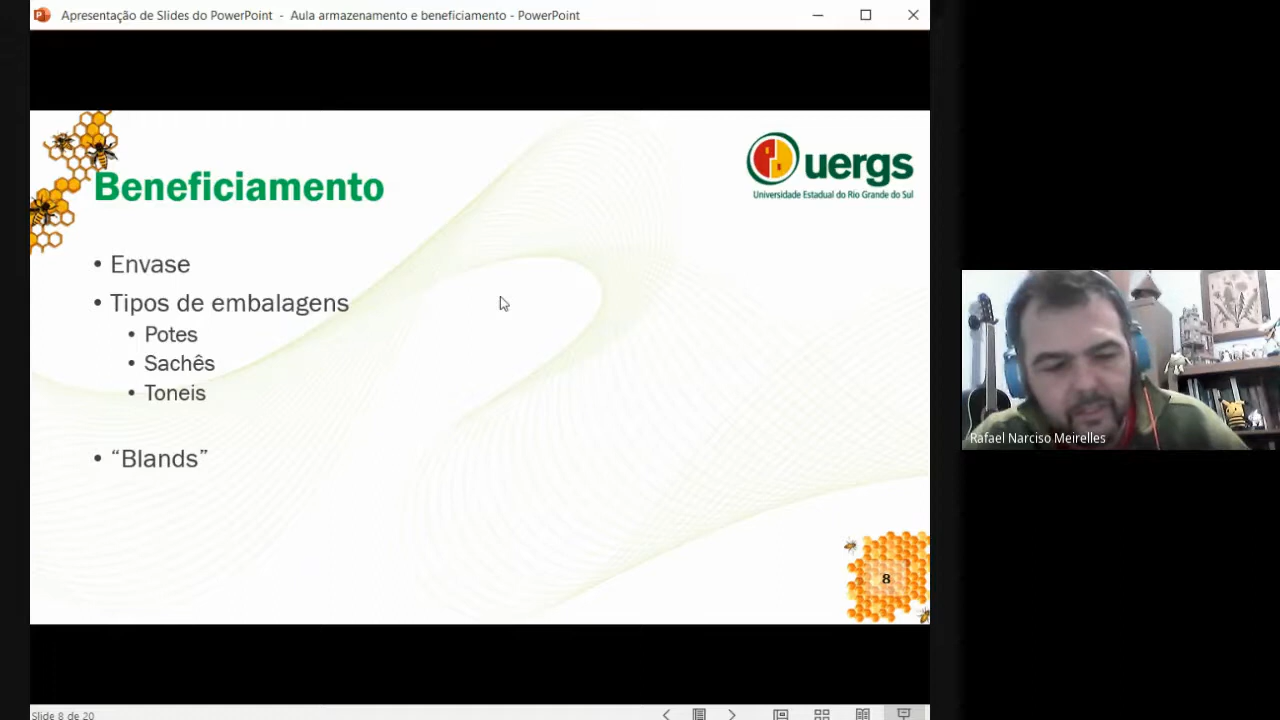 Apresentação de Slides do PowerPoint - Aula armazenamento e beneficiamento - PowerPoint
uergs
Universidade Estadual do Rio Grande do Sul
Beneficiamento
• Envase
• Tipos de embalagens
• Potes
• Sachês
• Toneis
• “Blands”
8
Rafael Narciso Meirelles
Slide 8 de 20